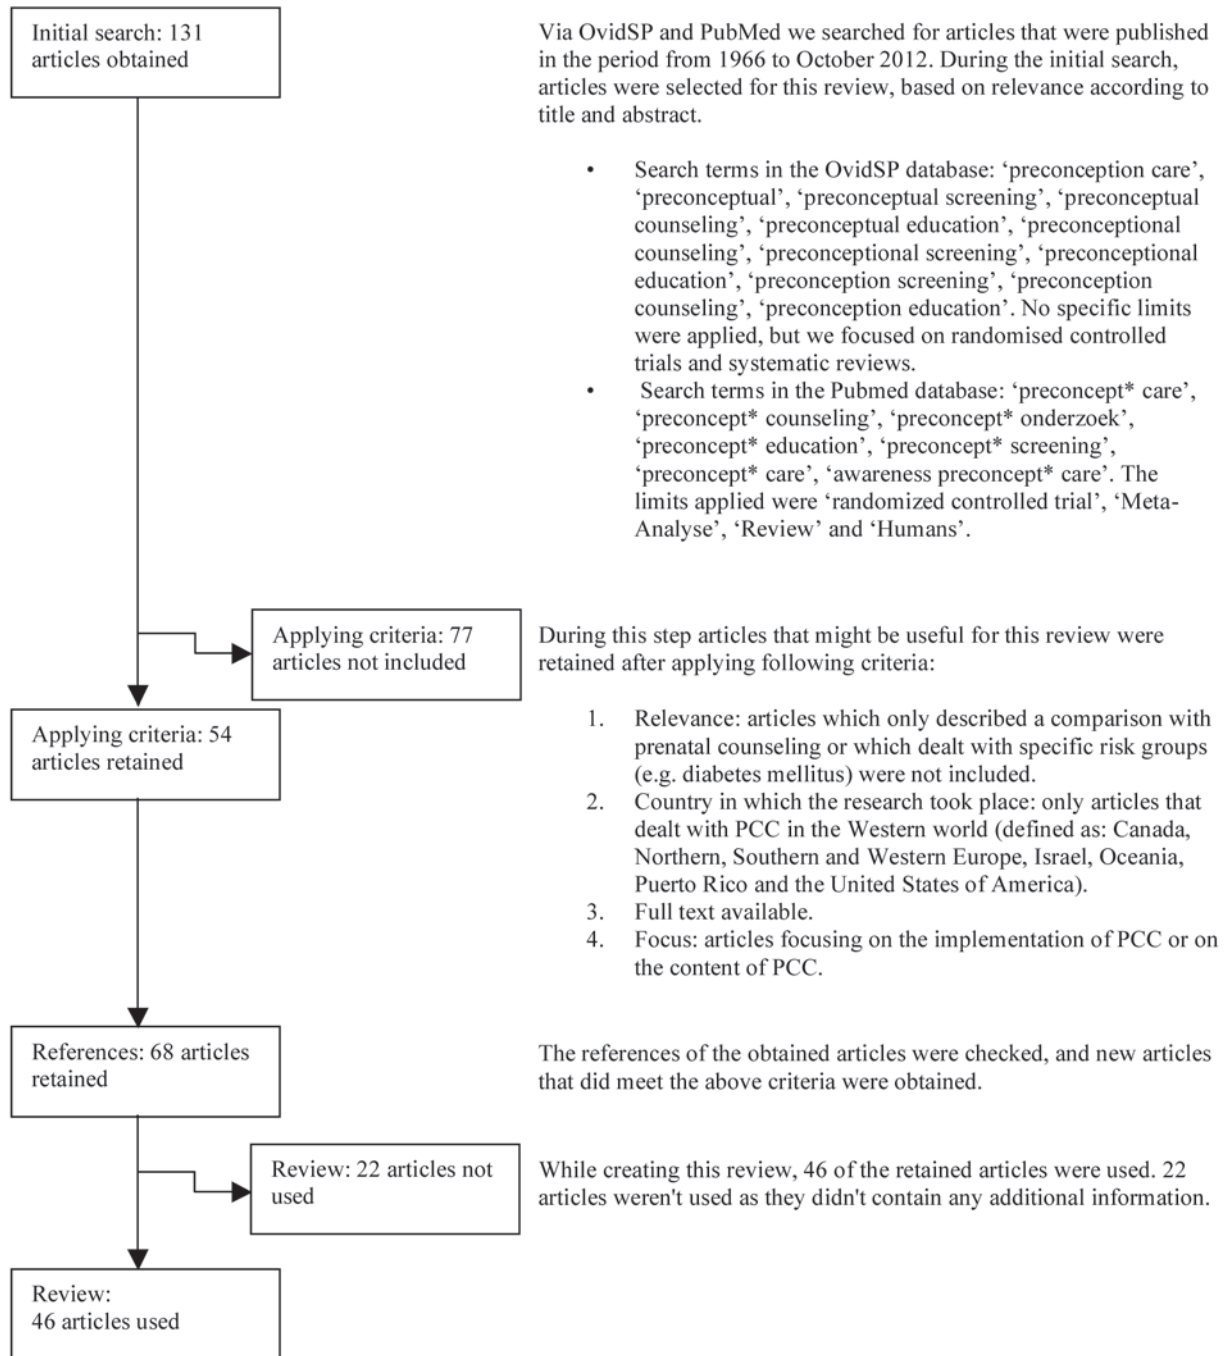 Initial search: 131
articles obtained
Via OvidSP and PubMed we searched for articles that were published
in the period from 1966 to October 2012. During the initial search,
articles were selected for this review, based on relevance according to
title and abstract.
• Search terms in the OvidSP database: ‘preconception care’,
‘preconceptual’, ‘preconceptual screening’, ‘preconceptual
counseling’, ‘preconceptual education’, ‘preconceptional
counseling’, ‘preconceptional screening’, ‘preconceptional
education’, ‘preconception screening’, ‘preconception
counseling’, ‘preconception education’. No specific limits
were applied, but we focused on randomised controlled
trials and systematic reviews.
• Search terms in the Pubmed database: ‘preconcept* care’,
‘preconcept* counseling’, ‘preconcept* onderzoek’,
‘preconcept* education’, ‘preconcept* screening’,
‘preconcept* care’, ‘awareness preconcept* care’. The
limits applied were ‘randomized controlled trial’, ‘Meta-
Analyse’, ‘Review’ and ‘Humans’.
Applying criteria: 77
articles not included
During this step articles that might be useful for this review were
retained after applying following criteria:
Applying criteria: 54
articles retained
1. Relevance: articles which only described a comparison with
prenatal counseling or which dealt with specific risk groups
(e.g. diabetes mellitus) were not included.
2. Country in which the research took place: only articles that
dealt with PCC in the Western world (defined as: Canada,
Northern, Southern and Western Europe, Israel, Oceania,
Puerto Rico and the United States of America).
3. Full text available.
4. Focus: articles focusing on the implementation of PCC or on
the content of PCC.
References: 68 articles
retained
The references of the obtained articles were checked, and new articles
that did meet the above criteria were obtained.
Review: 22 articles not
used
While creating this review, 46 of the retained articles were used. 22
articles weren't used as they didn't contain any additional information.
Review:
46 articles used